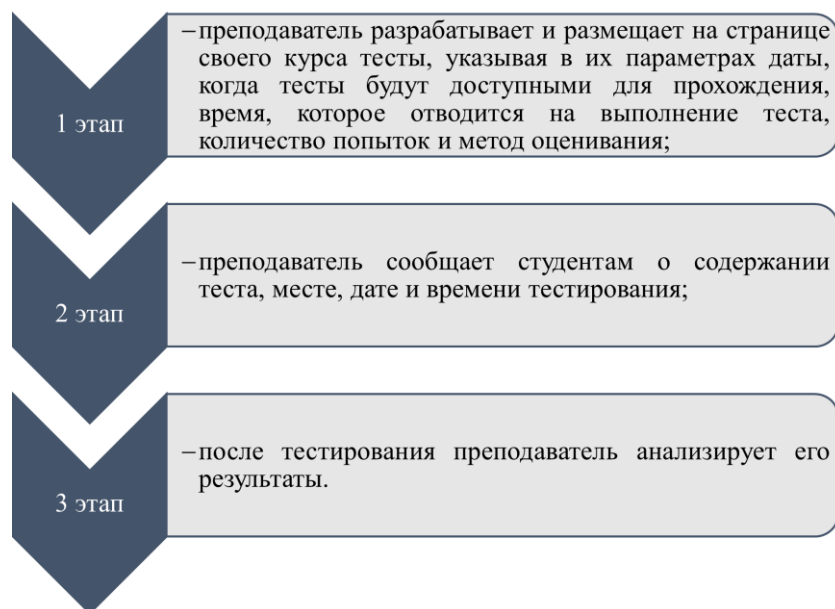 1 этап
–преподаватель разрабатывает и размещает на странице
своего курса тесты, указывая в их параметрах даты,
когда тесты будут доступными для прохождения,
время, которое отводится на выполнение теста,
количество попыток и метод оценивания;
2 этап
–преподаватель сообщает студентам о содержании
теста, месте, дате и времени тестирования;
3 этап
–после тестирования преподаватель анализирует его
результаты.